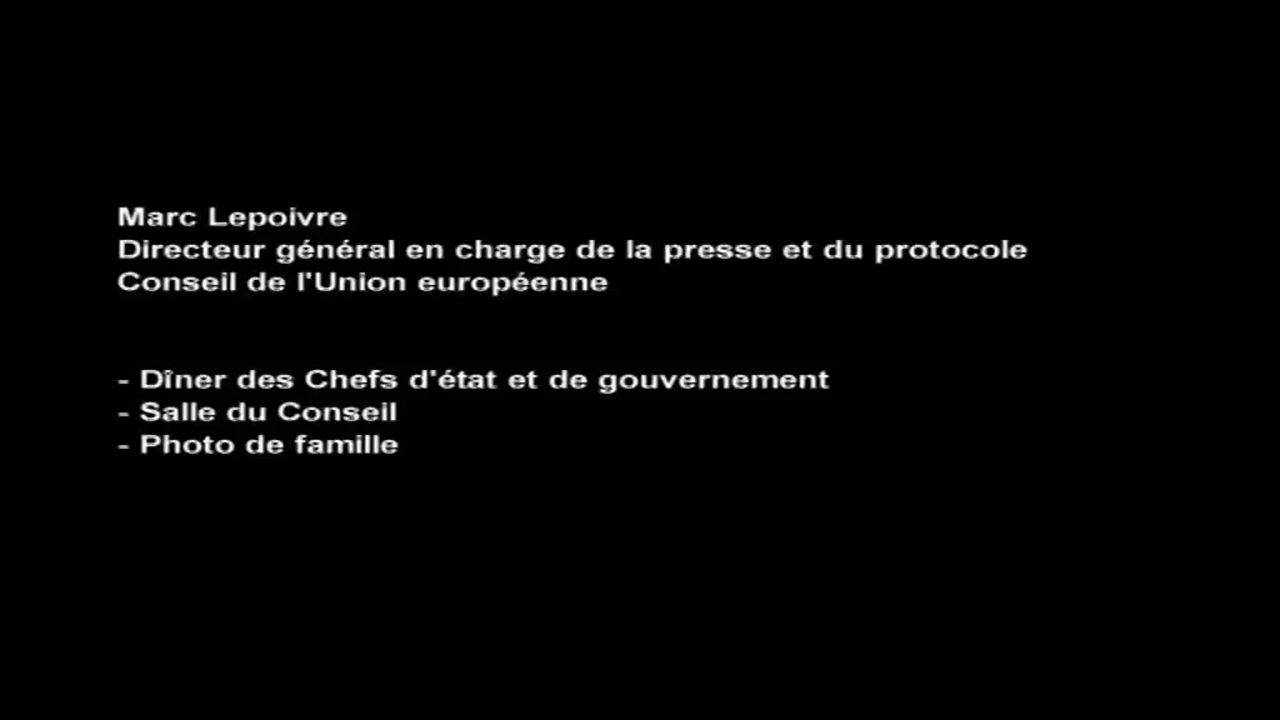 Marc Lepoivre
Directeur général en charge de la presse et du protocole
Conseil de l'Union européenne
- Dîner des Chefs d'état et de gouvernement
- Salle du Conseil
- Photo de famille